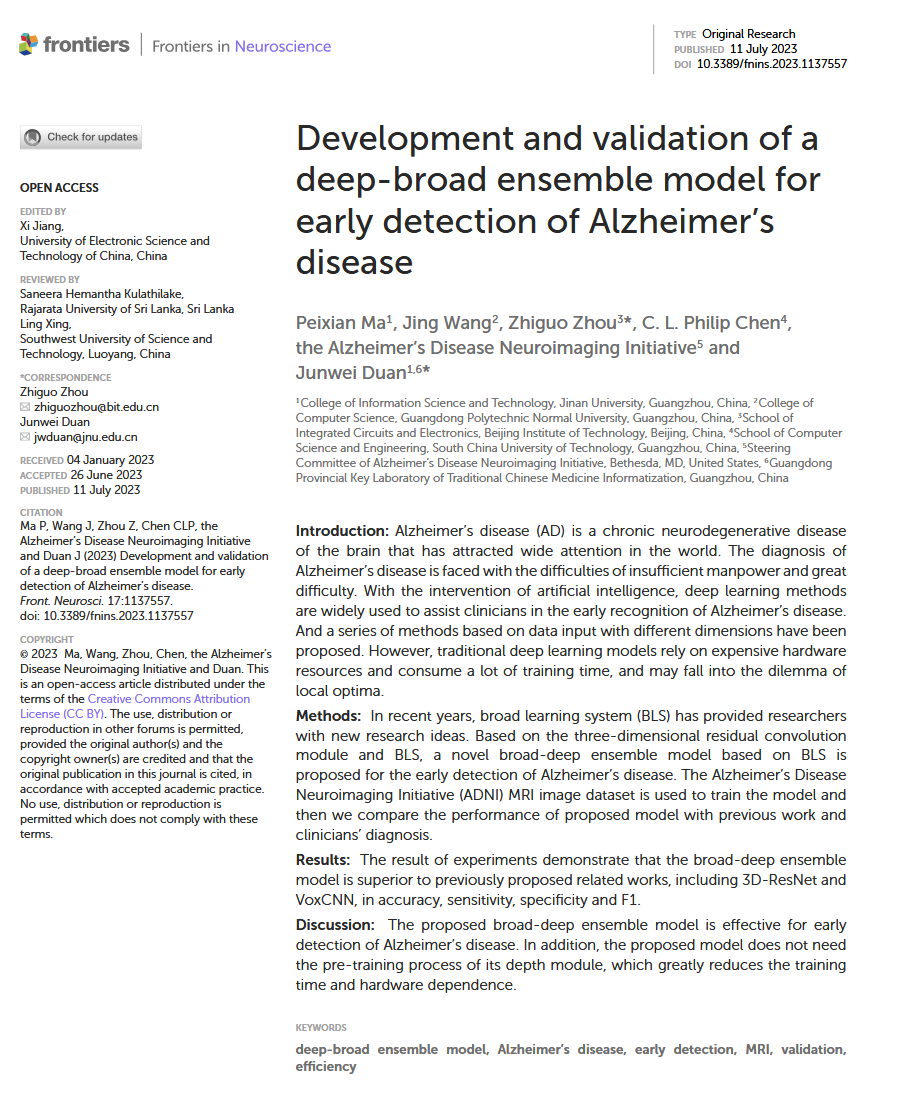 frontiers | Frontiers in Neuroscience
TYPE Original Research
PUBLISHED 11 July 2023
DOI 10.3389/fnins.2023.1137557
Check for updates
OPEN ACCESS
EDITED BY
Xi Jiang,
University of Electronic Science and
Technology of China, China
REVIEWED BY
Saneera Hemantha Kulathilake,
Rajarata University of Sri Lanka, Sri Lanka
Ling Xing,
Southwest University of Science and
Technology, Luoyang, China
*CORRESPONDENCE
Zhiguo Zhou
zhiguozhou@bit.edu.cn
Junwei Duan
jwduan@jnu.edu.cn
RECEIVED 04 January 2023
ACCEPTED 26 June 2023
PUBLISHED 11 July 2023
CITATION
Ma P, Wang J, Zhou Z, Chen CLP, the
Alzheimer's Disease Neuroimaging Initiative
and Duan J (2023) Development and validation
of a deep-broad ensemble model for early
detection of Alzheimer's disease.
Front. Neurosci. 17:1137557.
doi: 10.3389/fnins.2023.1137557
COPYRIGHT
© 2023 Ma, Wang, Zhou, Chen, the Alzheimer's
Disease Neuroimaging Initiative and Duan. This
is an open-access article distributed under the
terms of the Creative Commons Attribution
License (CC BY). The use, distribution or
reproduction in other forums is permitted,
provided the original author(s) and the
copyright owner(s) are credited and that the
original publication in this journal is cited, in
accordance with accepted academic practice.
No use, distribution or reproduction is
permitted which does not comply with these
terms.
Development and validation of a
deep-broad ensemble model for
early detection of Alzheimer's
disease
Peixian Ma¹, Jing Wang², Zhiguo Zhou³*, C. L. Philip Chen⁴,
the Alzheimer's Disease Neuroimaging Initiative⁵ and
Junwei Duan¹,⁶*
¹College of Information Science and Technology, Jinan University, Guangzhou, China, ²College of
Computer Science, Guangdong Polytechnic Normal University, Guangzhou, China, ³School of
Integrated Circuits and Electronics, Beijing Institute of Technology, Beijing, China, ⁴School of Computer
Science and Engineering, South China University of Technology, Guangzhou, China, ⁵Steering
Committee of Alzheimer's Disease Neuroimaging Initiative, Bethesda, MD, United States, ⁶Guangdong
Provincial Key Laboratory of Traditional Chinese Medicine Informatization, Guangzhou, China
Introduction: Alzheimer's disease (AD) is a chronic neurodegenerative disease
of the brain that has attracted wide attention in the world. The diagnosis of
Alzheimer's disease is faced with the difficulties of insufficient manpower and great
difficulty. With the intervention of artificial intelligence, deep learning methods
are widely used to assist clinicians in the early recognition of Alzheimer's disease.
And a series of methods based on data input with different dimensions have been
proposed. However, traditional deep learning models rely on expensive hardware
resources and consume a lot of training time, and may fall into the dilemma of
local optima.
Methods: In recent years, broad learning system (BLS) has provided researchers
with new research ideas. Based on the three-dimensional residual convolution
module and BLS, a novel broad-deep ensemble model based on BLS is
proposed for the early detection of Alzheimer's disease. The Alzheimer's Disease
Neuroimaging Initiative (ADNI) MRI image dataset is used to train the model and
then we compare the performance of proposed model with previous work and
clinicians' diagnosis.
Results: The result of experiments demonstrate that the broad-deep ensemble
model is superior to previously proposed related works, including 3D-ResNet and
VoxCNN, in accuracy, sensitivity, specificity and F1.
Discussion: The proposed broad-deep ensemble model is effective for early
detection of Alzheimer's disease. In addition, the proposed model does not need
the pre-training process of its depth module, which greatly reduces the training
time and hardware dependence.
KEYWORDS
deep-broad ensemble model, Alzheimer's disease, early detection, MRI, validation,
efficiency